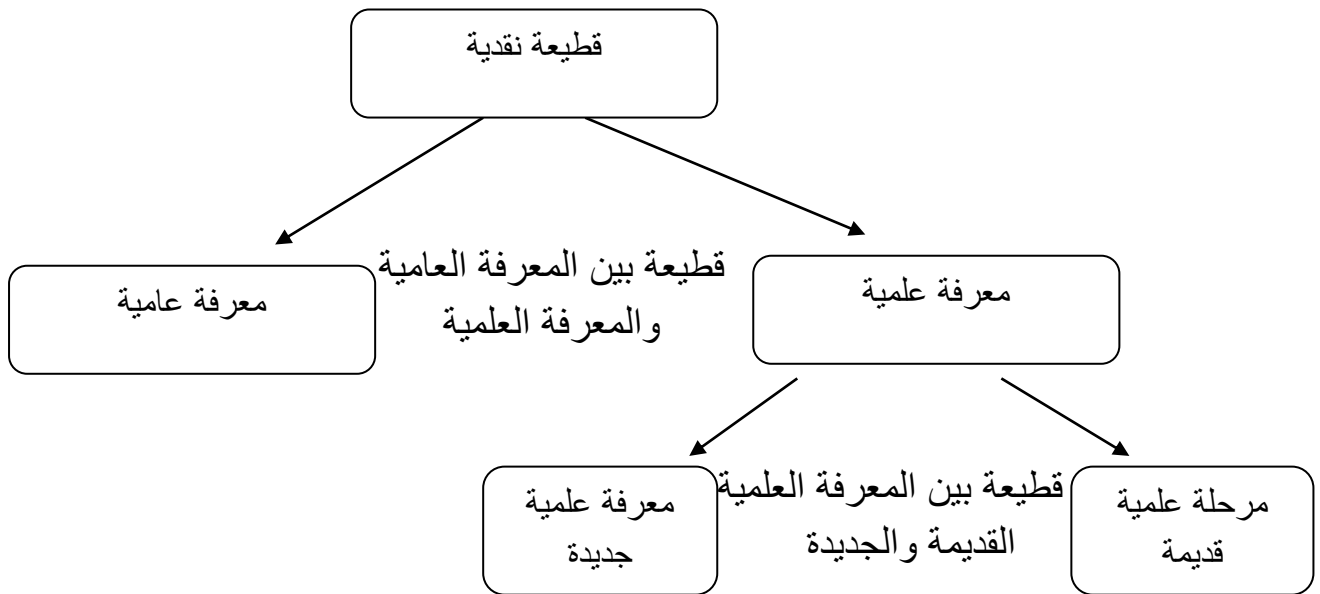 قطيعة نقدية
معرفة علمية
قطيعة بين المعرفة العامية
والمعرفة العلمية
معرفة عامية
مرحلة علمية
قديمة
قطيعة بين المعرفة العلمية
القديمة والجديدة
معرفة علمية
جديدة